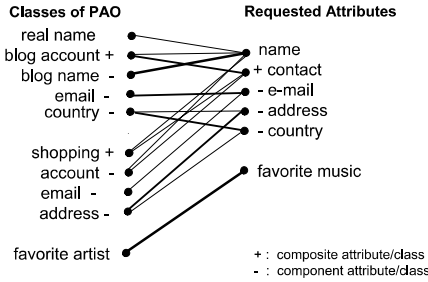 Classes of PAO
Requested Attributes
real name
blog account +
blog name -
email -
country -
shopping +
account -
email -
address -
favorite artist
name
+ contact
- e-mail
- address
- country
favorite music
+ : composite attribute/class
- : component attribute/class